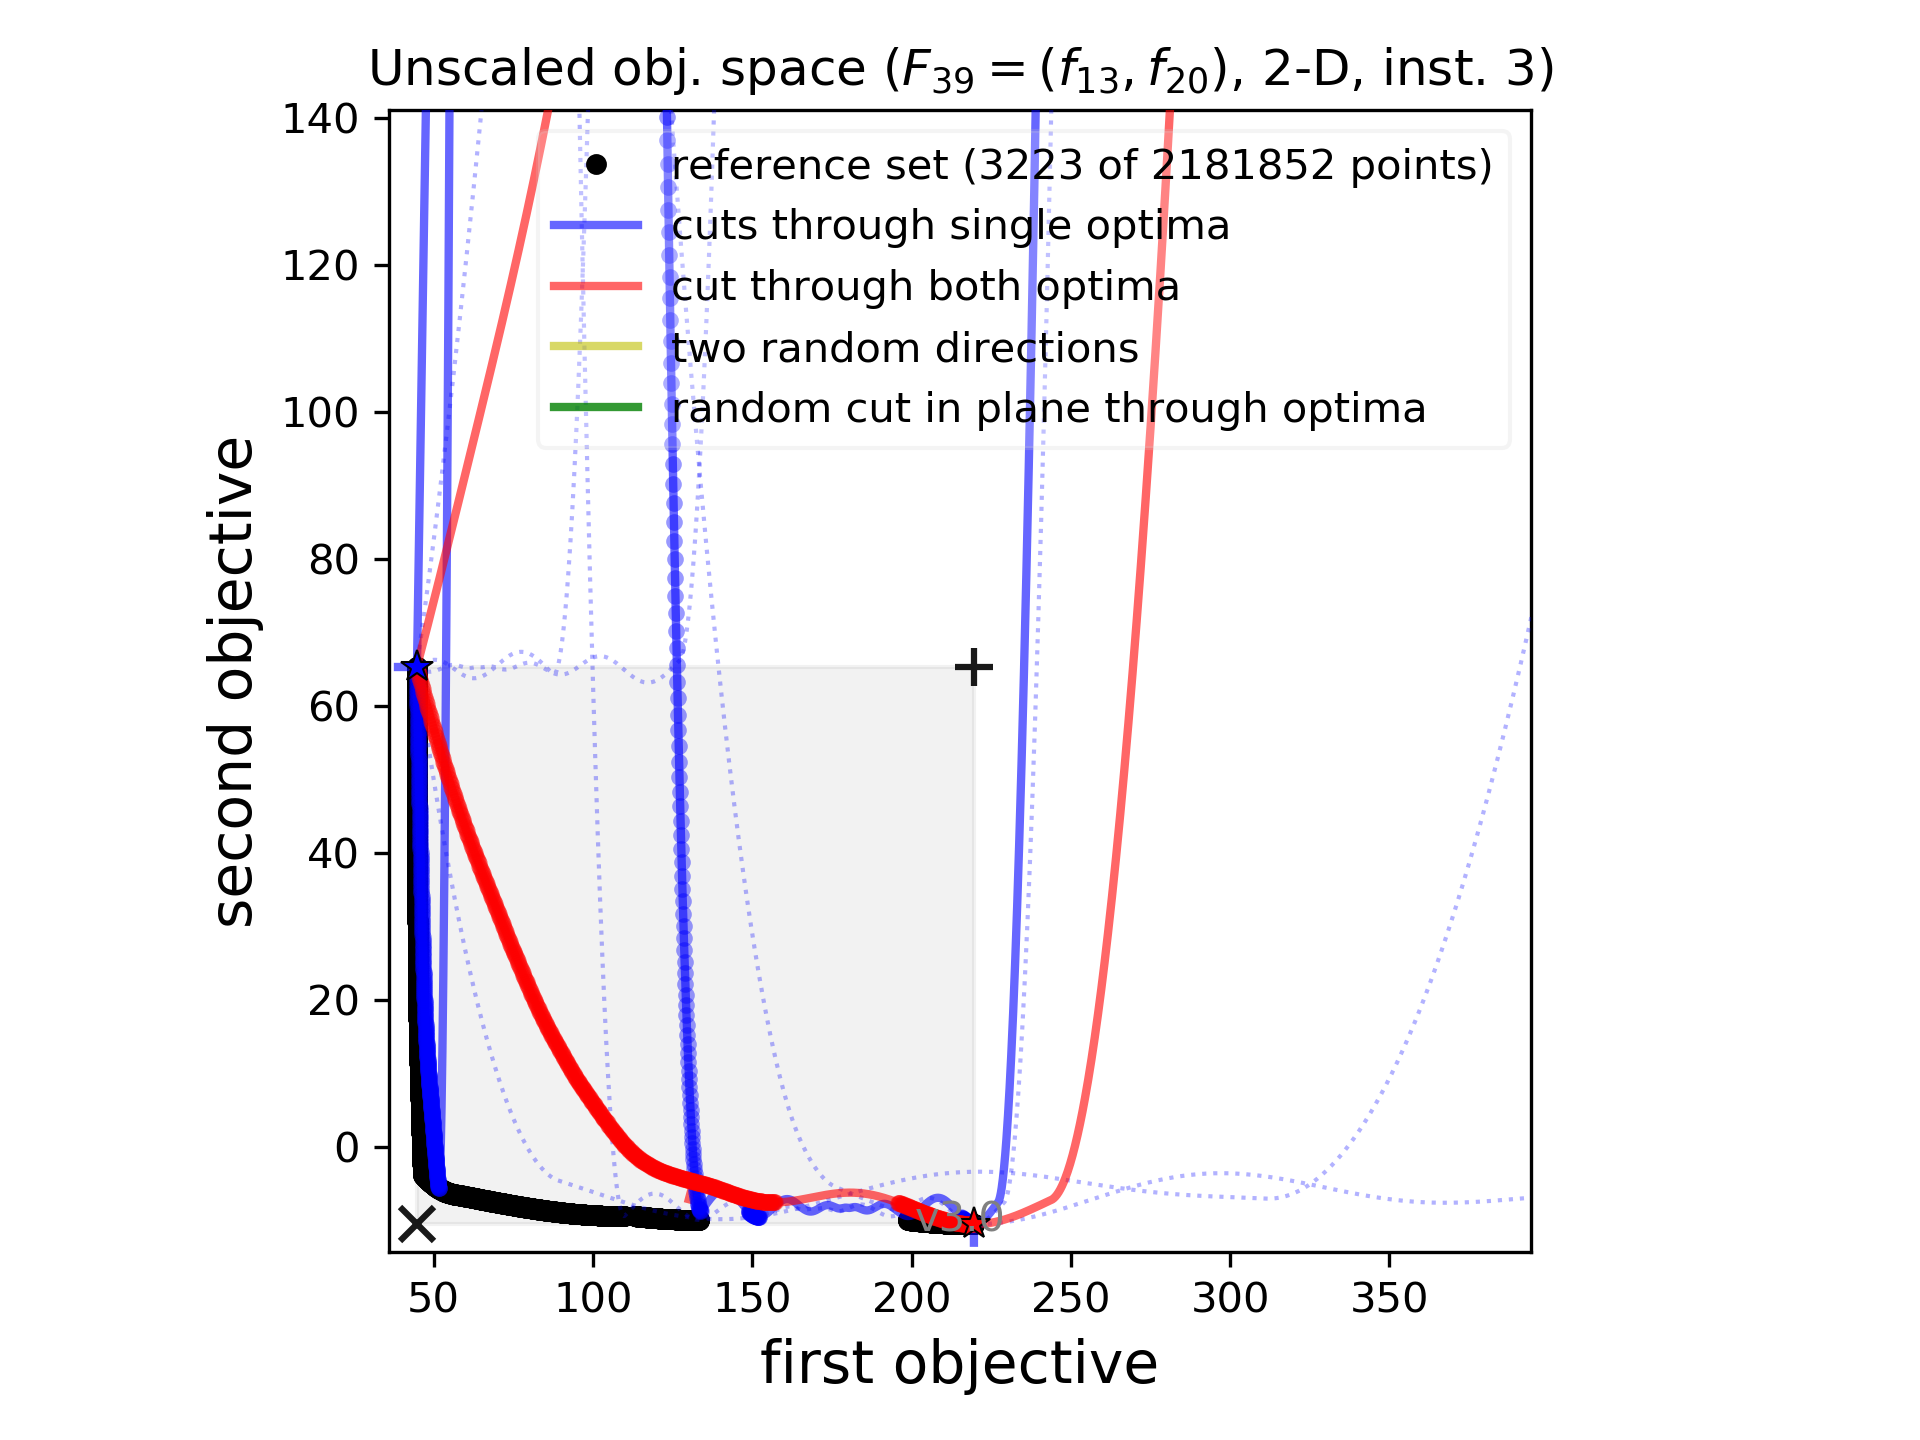 Unscaled obj. space (F₃₉ = (f₁₃, f₂₀), 2-D, inst. 3)
140
120
100
80
60
40
20
0
second objective
reference set (3223 of 2181852 points)
cuts through single optima
cut through both optima
two random directions
random cut in plane through optima
v3.0
50 100 150 200 250 300 350
first objective